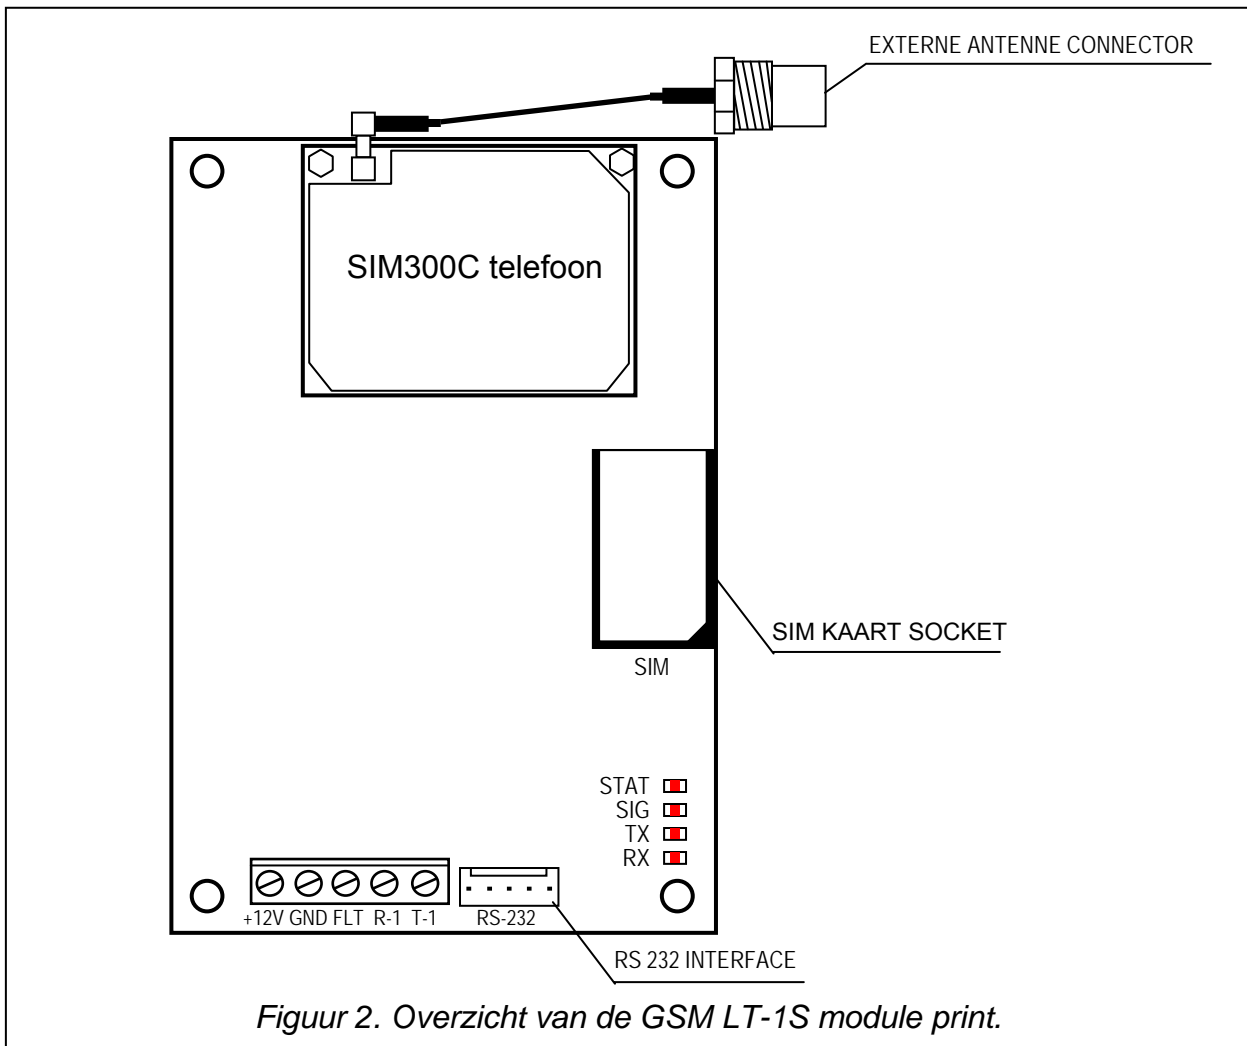 EXTERNE ANTENNE CONNECTOR
SIM300C telefoon
SIM KAART SOCKET
SIM
STAT
SIG
TX
RX
+12V GND FLT R-1 T-1 RS-232
RS 232 INTERFACE
Figuur 2. Overzicht van de GSM LT-1S module print.